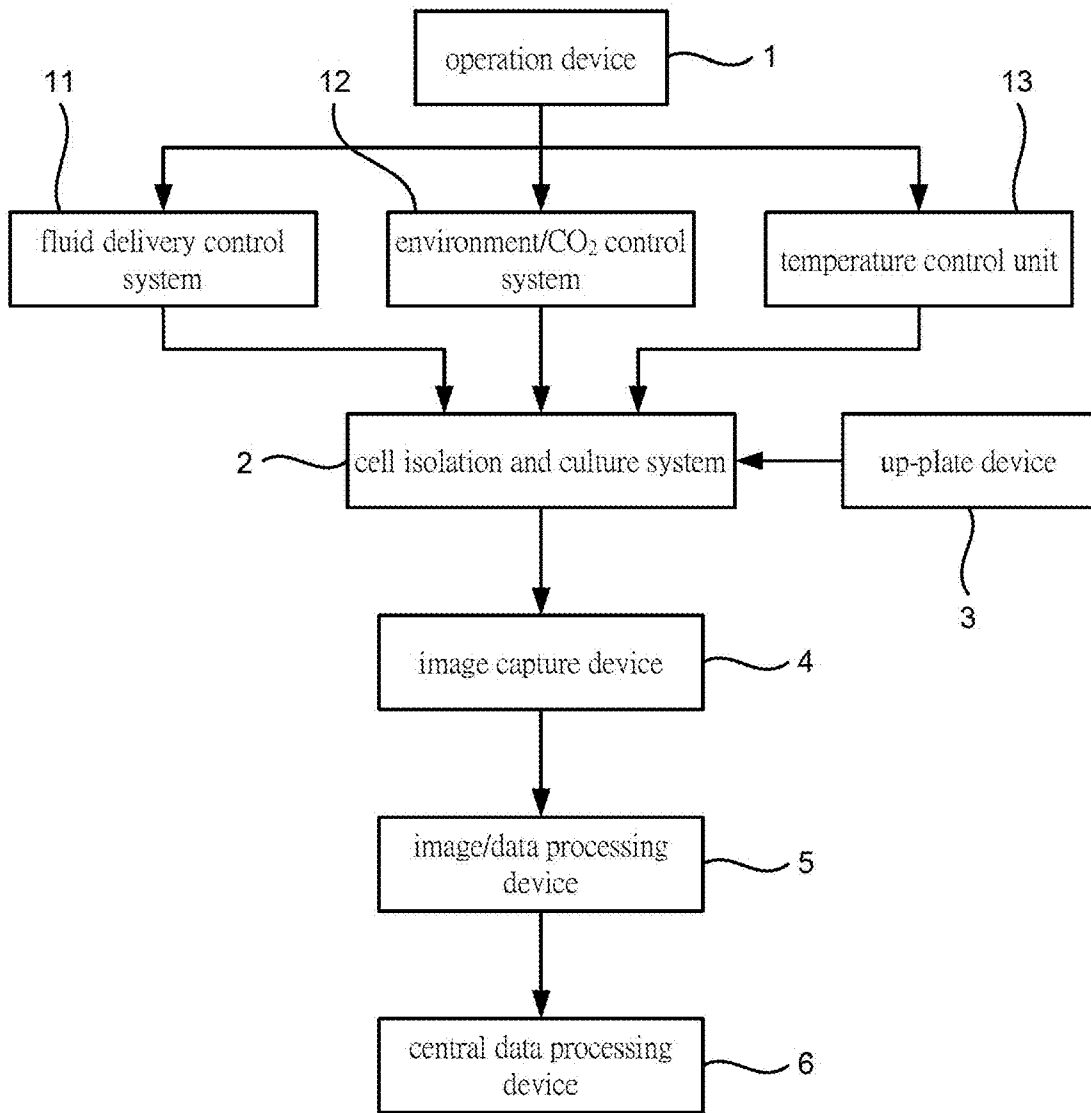 operation device
1
11
12
13
fluid delivery control
system
environment/CO₂ control
system
temperature control unit
2
cell isolation and culture system
up-plate device
3
image capture device
4
image/data processing
device
5
central data processing
device
6